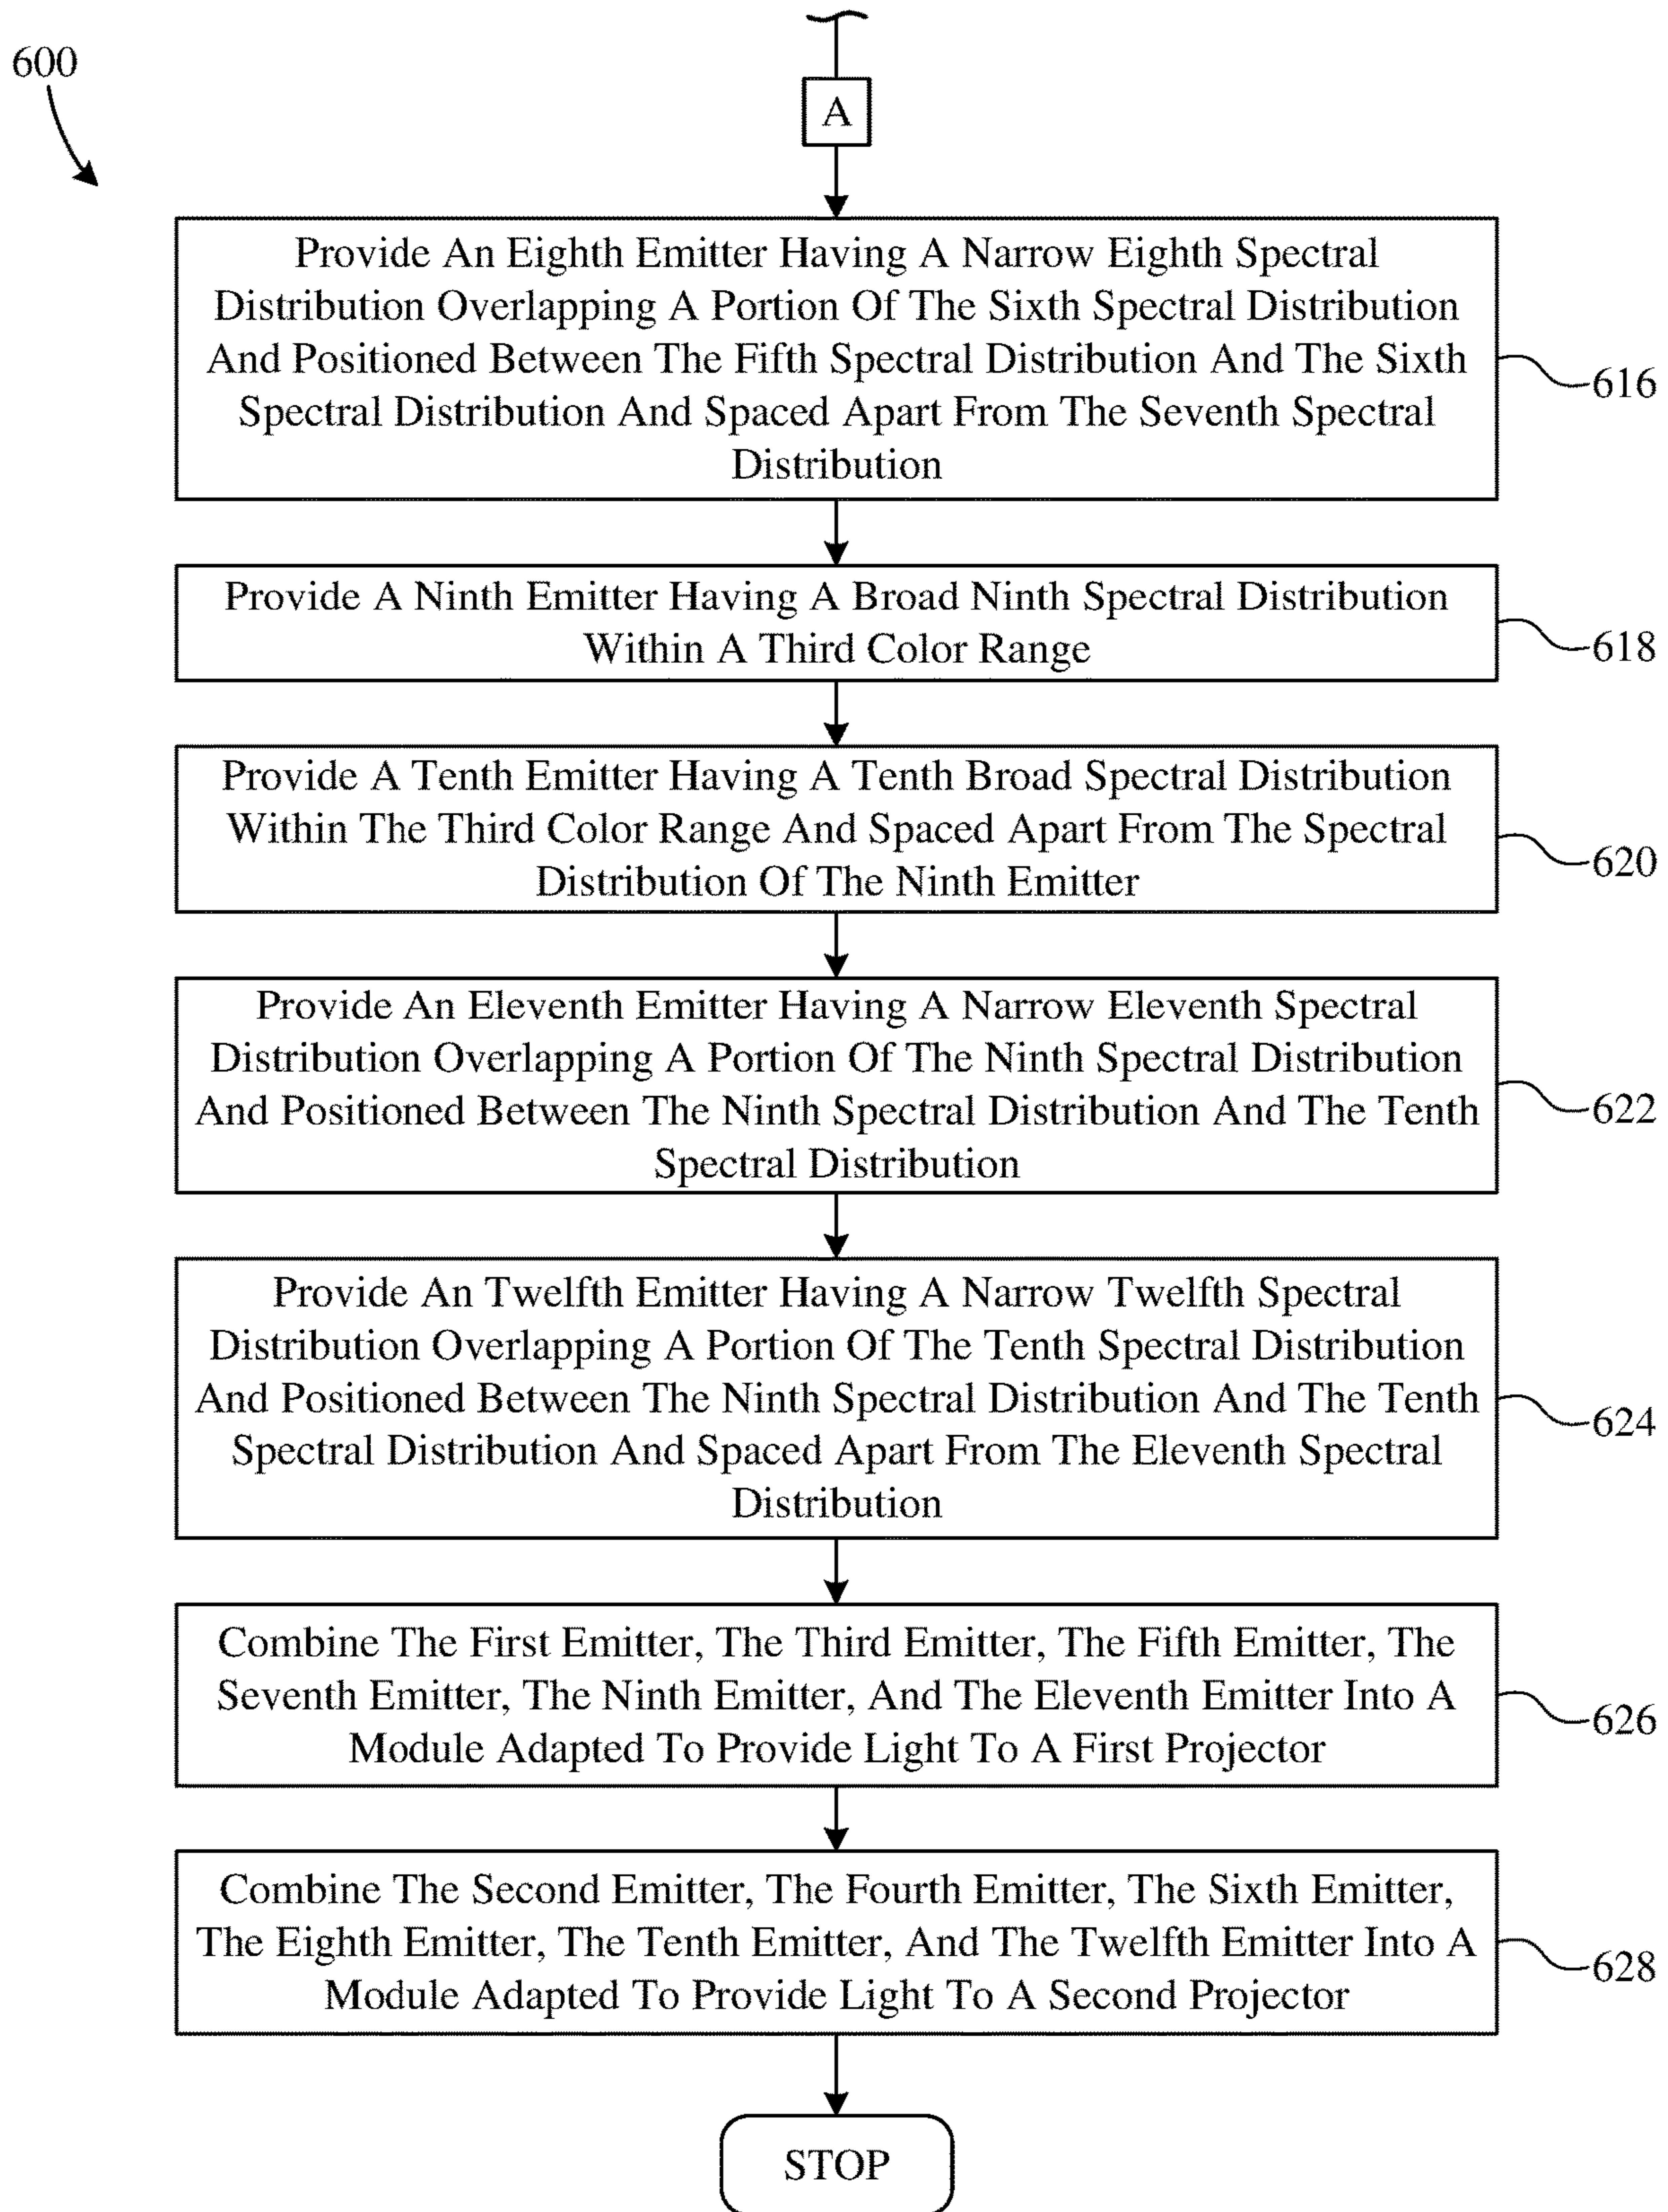 600
A
Provide An Eighth Emitter Having A Narrow Eighth Spectral
Distribution Overlapping A Portion Of The Sixth Spectral Distribution
And Positioned Between The Fifth Spectral Distribution And The Sixth
Spectral Distribution And Spaced Apart From The Seventh Spectral
Distribution
616
Provide A Ninth Emitter Having A Broad Ninth Spectral Distribution
Within A Third Color Range
618
Provide A Tenth Emitter Having A Tenth Broad Spectral Distribution
Within The Third Color Range And Spaced Apart From The Spectral
Distribution Of The Ninth Emitter
620
Provide An Eleventh Emitter Having A Narrow Eleventh Spectral
Distribution Overlapping A Portion Of The Ninth Spectral Distribution
And Positioned Between The Ninth Spectral Distribution And The Tenth
Spectral Distribution
622
Provide An Twelfth Emitter Having A Narrow Twelfth Spectral
Distribution Overlapping A Portion Of The Tenth Spectral Distribution
And Positioned Between The Ninth Spectral Distribution And The Tenth
Spectral Distribution And Spaced Apart From The Eleventh Spectral
Distribution
624
Combine The First Emitter, The Third Emitter, The Fifth Emitter, The
Seventh Emitter, The Ninth Emitter, And The Eleventh Emitter Into A
Module Adapted To Provide Light To A First Projector
626
Combine The Second Emitter, The Fourth Emitter, The Sixth Emitter,
The Eighth Emitter, The Tenth Emitter, And The Twelfth Emitter Into A
Module Adapted To Provide Light To A Second Projector
628
STOP